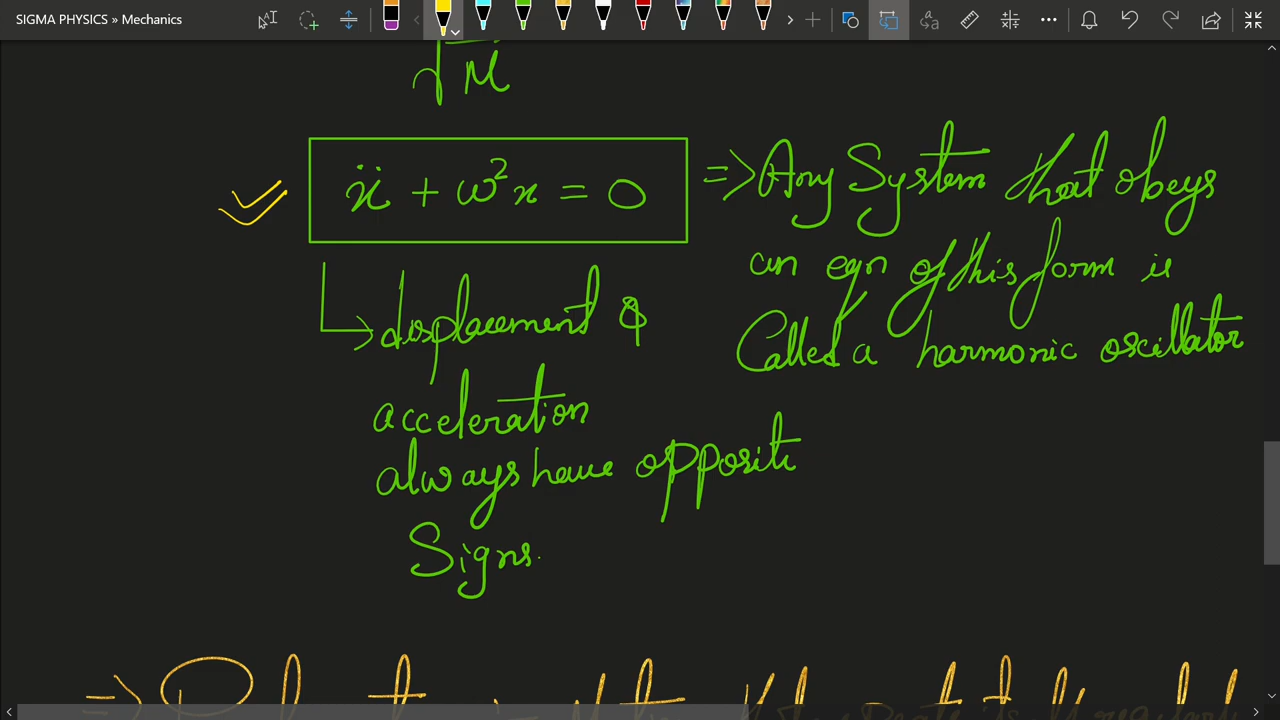 SIGMA PHYSICS » Mechanics
√M
ẍ + ω²x = 0
=> Any System that obeys
an eqn of this form is
Called a harmonic oscillator
displacement &
acceleration
always have opposite
Signs.
=>